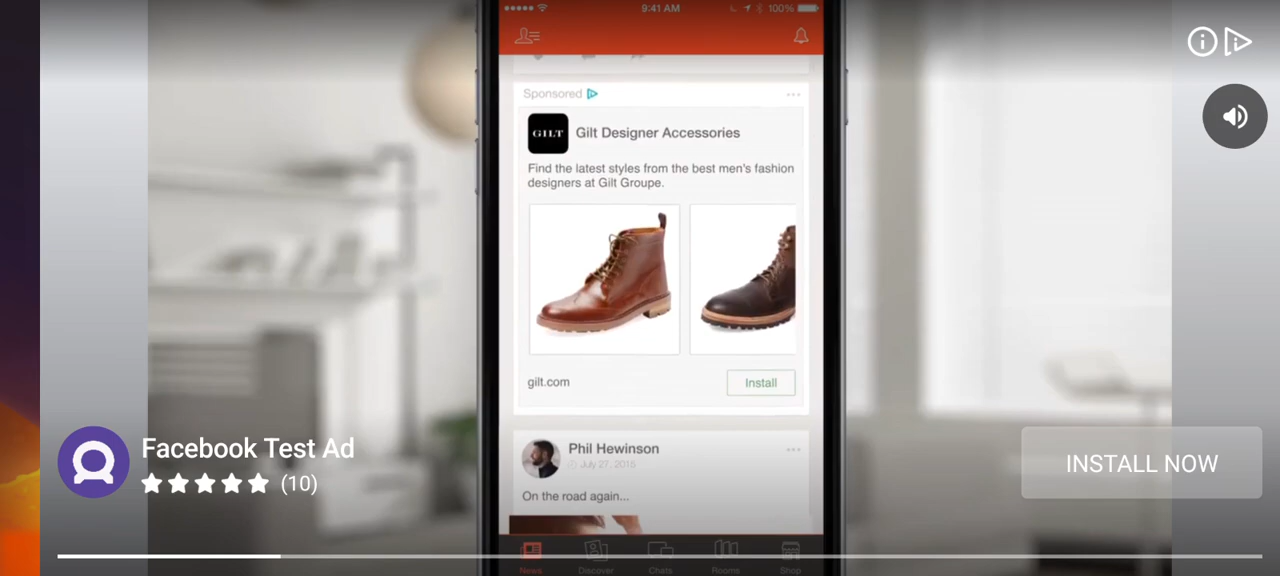 9:41 AM
100%
Sponsored
GILT
Gilt Designer Accessories
Find the latest styles from the best men's fashion
designers at Gilt Groupe.
gilt.com
Install
Phil Hewinson
July 27, 2015
On the road again...
News
Discover
Chats
Rooms
Shop
Facebook Test Ad
(10)
INSTALL NOW